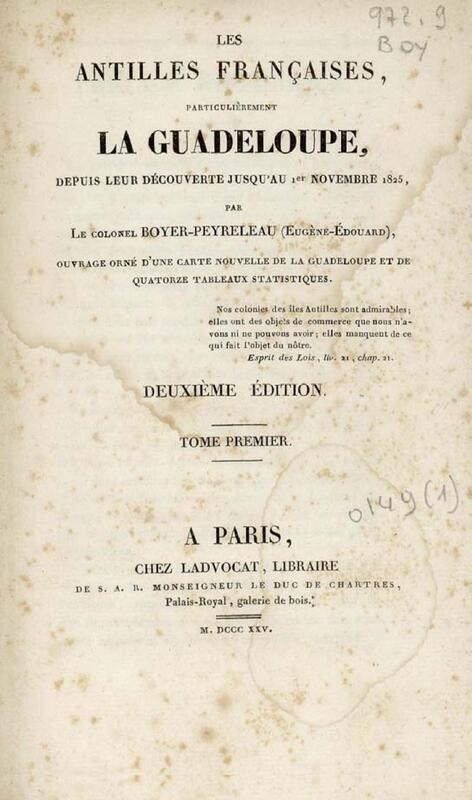 972.9
BOY
LES
ANTILLES FRANÇAISES,
PARTICULIÈREMENT
LA GUADELOUPE,
DEPUIS LEUR DÉCOUVERTE JUSQU'AU 1er NOVEMBRE 1825,
PAR
LE COLONEL BOYER-PEYRELEAU (EUGÈNE-ÉDOUARD),
OUVRAGE ORNÉ D'UNE CARTE NOUVELLE DE LA GUADELOUPE ET DE
QUATORZE TABLEAUX STATISTIQUES.
Nos colonies des îles Antilles sont admirables;
elles ont des objets de commerce que nous n'a-
vons ni ne pouvons avoir; elles manquent de ce
qui fait l'objet du nôtre.
Esprit des Lois, liv. 21, chap. 21.
DEUXIÈME ÉDITION.
TOME PREMIER.
0149 (1)
A PARIS,
CHEZ LADVOCAT, LIBRAIRE
DE S. A. R. MONSEIGNEUR LE DUC DE CHARTRES,
Palais-Royal, galerie de bois.
M. DCCC XXV.